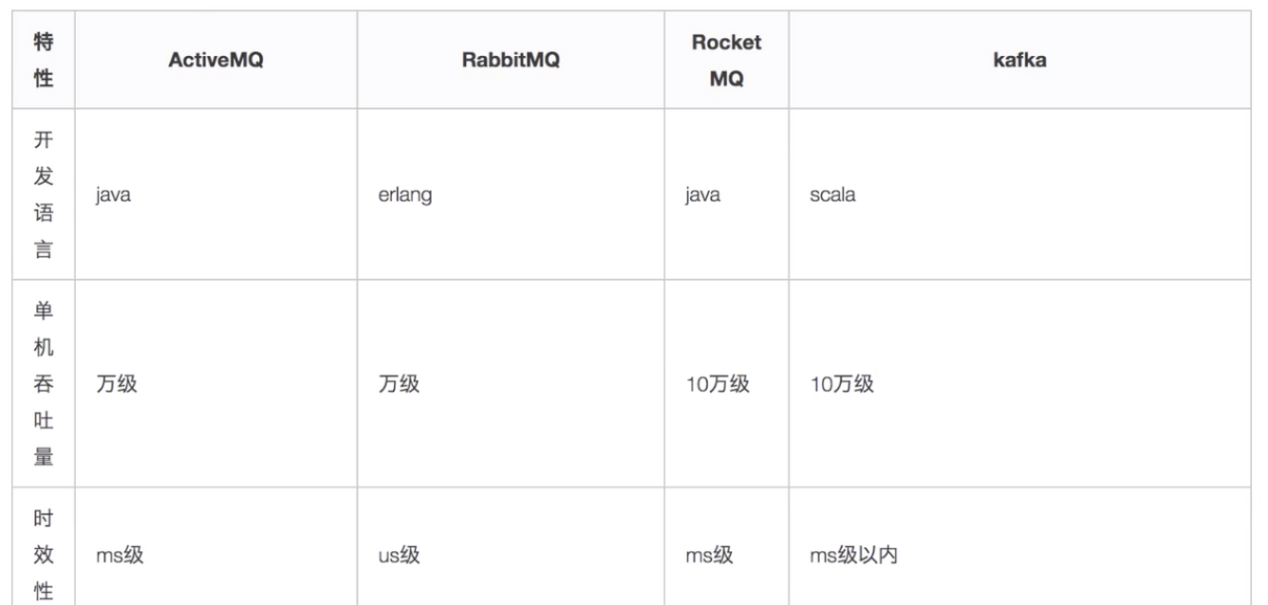 特
性
ActiveMQ
RabbitMQ
Rocket
MQ
kafka
开
发
语
言
java
erlang
java
scala
单
机
吞
吐
量
万级
万级
10万级
10万级
时
效
性
ms级
us级
ms级
ms级以内